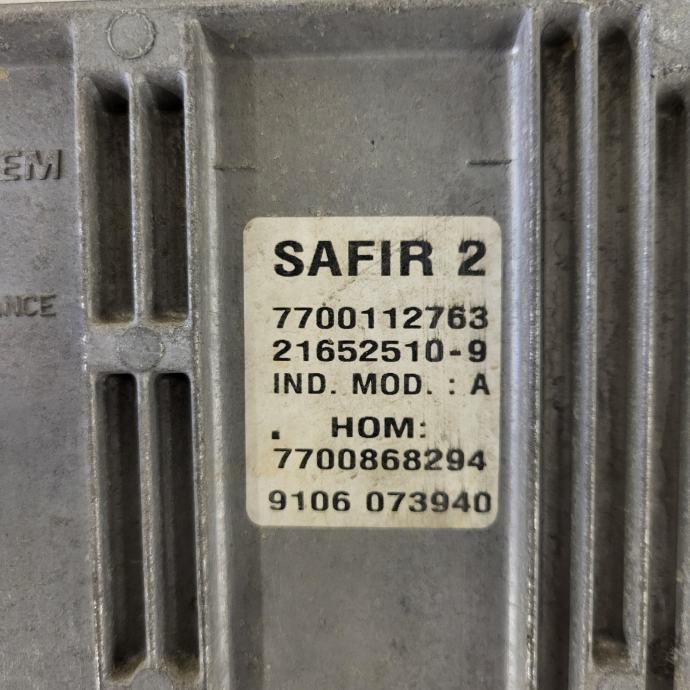 EM
ANCE
SAFIR 2
7700112763
21652510-9
IND. MOD. : A
. HOM:
7700868294
9106 073940